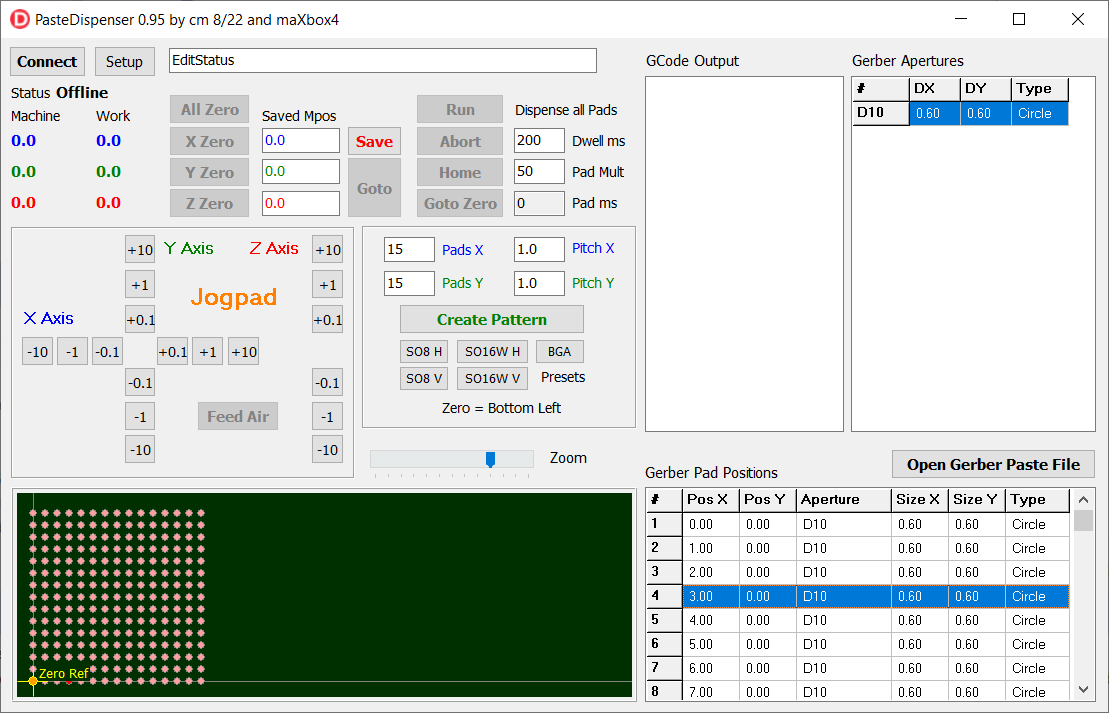 PasteDispenser 0.95 by cm 8/22 and maXbox4
Connect Setup EditStatus
Status Offline
Machine Work
0.0 0.0
0.0 0.0
0.0 0.0
All Zero
X Zero
Y Zero
Z Zero
Saved Mpos
0.0
0.0
0.0
Save
Goto
Run
Abort
Home
Goto Zero
Dispense all Pads
200 Dwell ms
50 Pad Mult
0 Pad ms
+10 Y Axis Z Axis +10
+1 +1
Jogpad
+0.1 +0.1
X Axis
-10 -1 -0.1 +0.1 +1 +10
-0.1 -0.1
-1 Feed Air -1
-10 -10
15 Pads X 1.0 Pitch X
15 Pads Y 1.0 Pitch Y
Create Pattern
SO8 H SO16W H BGA
SO8 V SO16W V Presets
Zero = Bottom Left
Zoom
Zero Ref
GCode Output
Gerber Apertures
# DX DY Type
D10 0.60 0.60 Circle
Open Gerber Paste File
Gerber Pad Positions
# Pos X Pos Y Aperture Size X Size Y Type
1 0.00 0.00 D10 0.60 0.60 Circle
2 1.00 0.00 D10 0.60 0.60 Circle
3 2.00 0.00 D10 0.60 0.60 Circle
4 3.00 0.00 D10 0.60 0.60 Circle
5 4.00 0.00 D10 0.60 0.60 Circle
6 5.00 0.00 D10 0.60 0.60 Circle
7 6.00 0.00 D10 0.60 0.60 Circle
8 7.00 0.00 D10 0.60 0.60 Circle